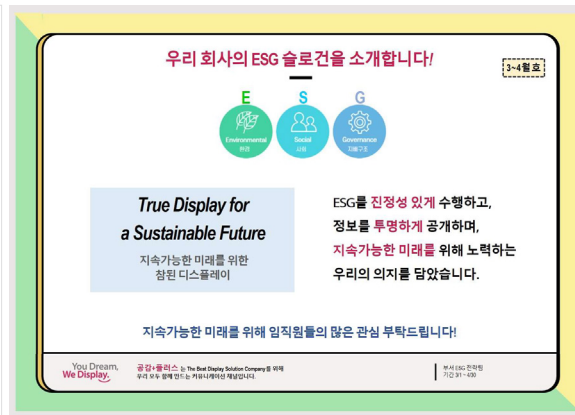 우리 회사의 ESG 슬로건을 소개합니다!
3~4월호
E S G
Environmental
환경
Social
사회
Governance
지배구조
True Display for
a Sustainable Future
지속가능한 미래를 위한
참된 디스플레이
ESG를 진정성 있게 수행하고,
정보를 투명하게 공개하며,
지속가능한 미래를 위해 노력하는
우리의 의지를 담았습니다.
지속가능한 미래를 위해 임직원들의 많은 관심 부탁드립니다!
You Dream,
We Display.
공감+플러스 는 The Best Display Solution Company를 위해
우리 모두 함께 만드는 커뮤니케이션 채널입니다.
부서 ESG 전략팀
기간 3/1 ~ 4/30